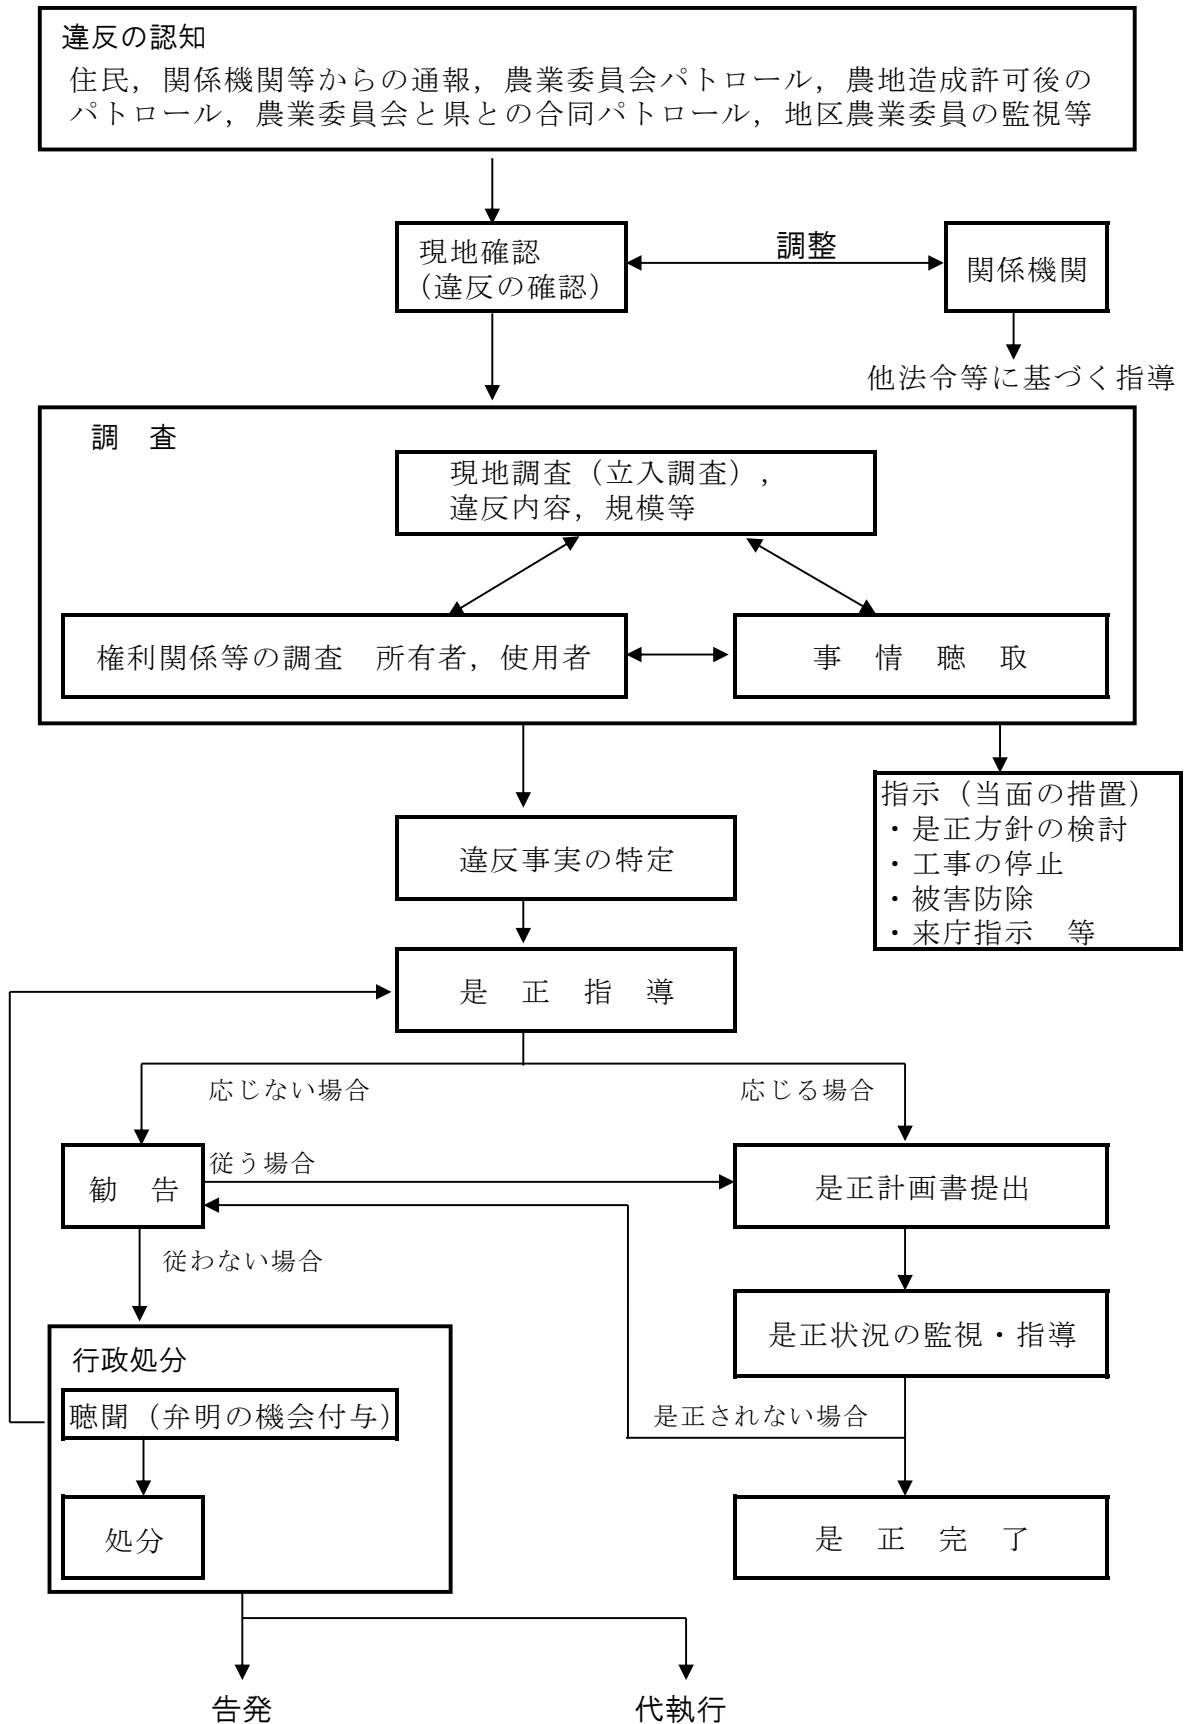 違反の認知
住民，関係機関等からの通報，農業委員会パトロール，農地造成許可後の
パトロール，農業委員会と県との合同パトロール，地区農業委員の監視等
現地確認
（違反の確認）
調整
関係機関
他法令等に基づく指導
調　査
現地調査（立入調査），
違反内容，規模等
権利関係等の調査　所有者，使用者
事　情　聴　取
違反事実の特定
指示（当面の措置）
・是正方針の検討
・工事の停止
・被害防除
・来庁指示　等
是　正　指　導
応じない場合
応じる場合
勧　告
従う場合
是正計画書提出
従わない場合
是正状況の監視・指導
行政処分
聴聞（弁明の機会付与）
是正されない場合
処分
是　正　完　了
告発
代執行